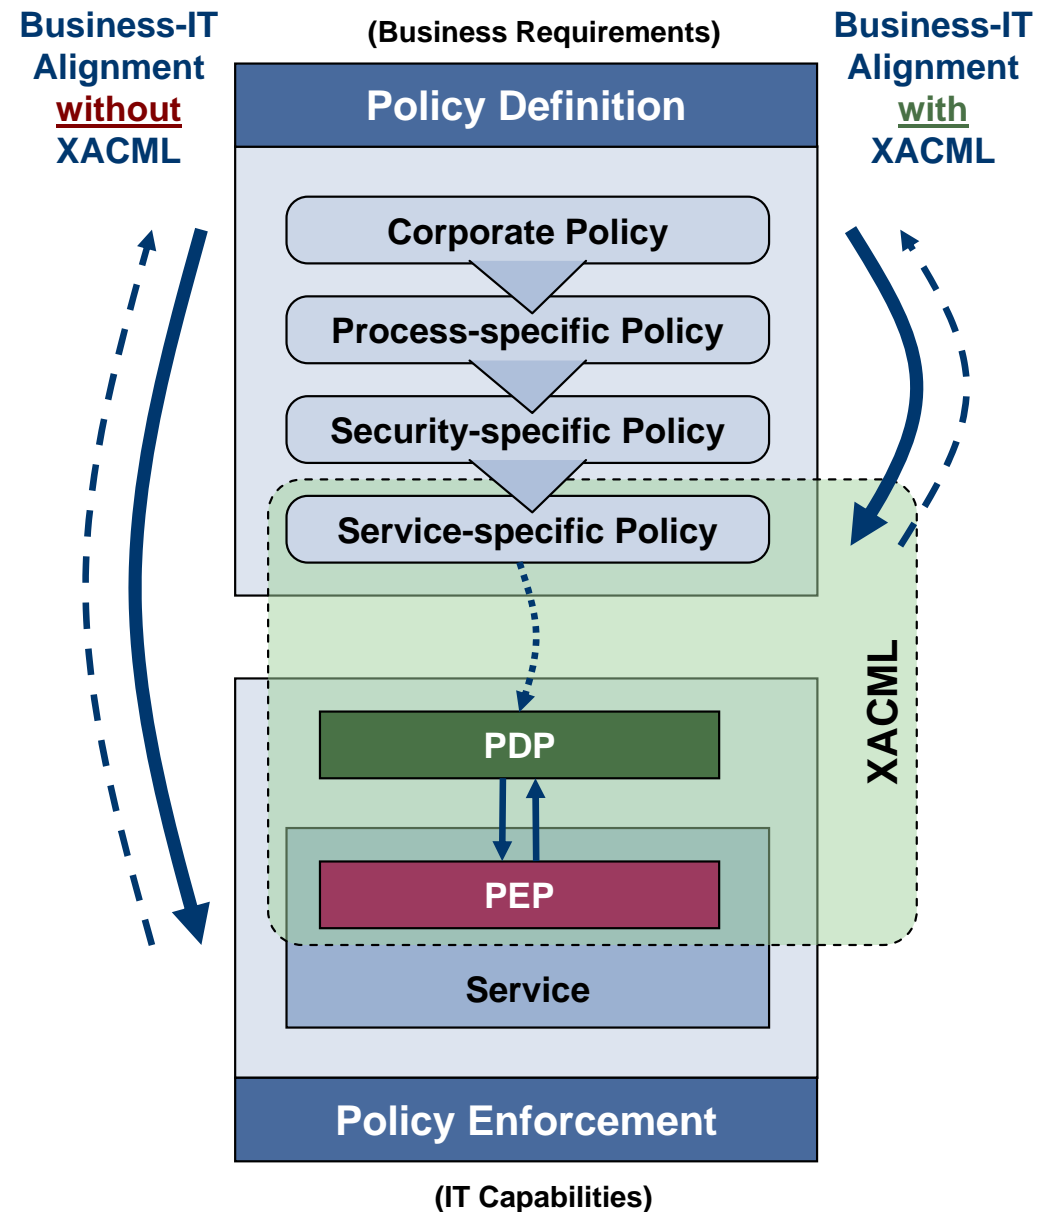 Business-IT
Alignment
without
XACML
(Business Requirements)
Business-IT
Alignment
with
XACML
Policy Definition
Corporate Policy
Process-specific Policy
Security-specific Policy
Service-specific Policy
XACML
PDP
PEP
Service
Policy Enforcement
(IT Capabilities)